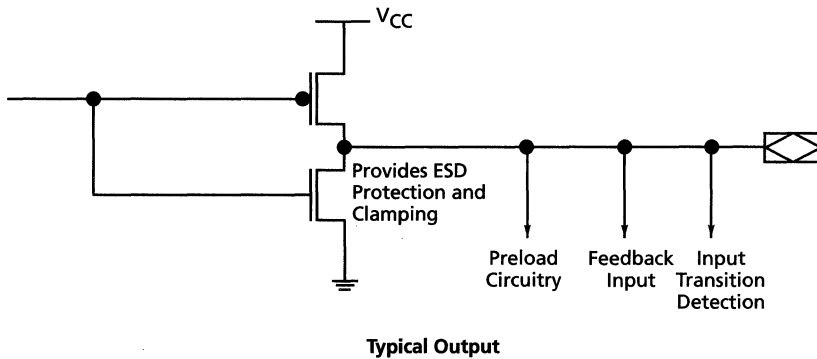 VCC
Provides ESD
Protection and
Clamping
Preload
Circuitry
Feedback
Input
Input
Transition
Detection
Typical Output